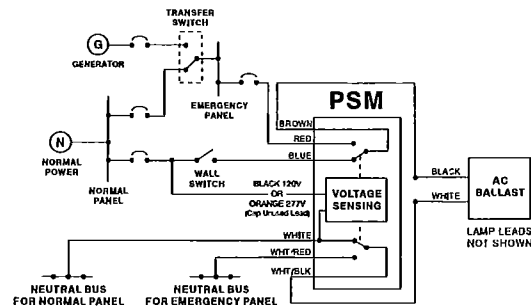 TRANSFER
SWITCH
G
GENERATOR
EMERGENCY
PANEL
PSM
BROWN
RED
BLUE
N
NORMAL
POWER
NORMAL
PANEL
WALL
SWITCH
BLACK 120V
OR
ORANGE 277V
(Cap Unused Lead)
VOLTAGE
SENSING
BLACK
WHITE
AC
BALLAST
LAMP LEADS
NOT SHOWN
WHITE
WHT/RED
WHT/BLK
NEUTRAL BUS
FOR NORMAL PANEL
NEUTRAL BUS
FOR EMERGENCY PANEL